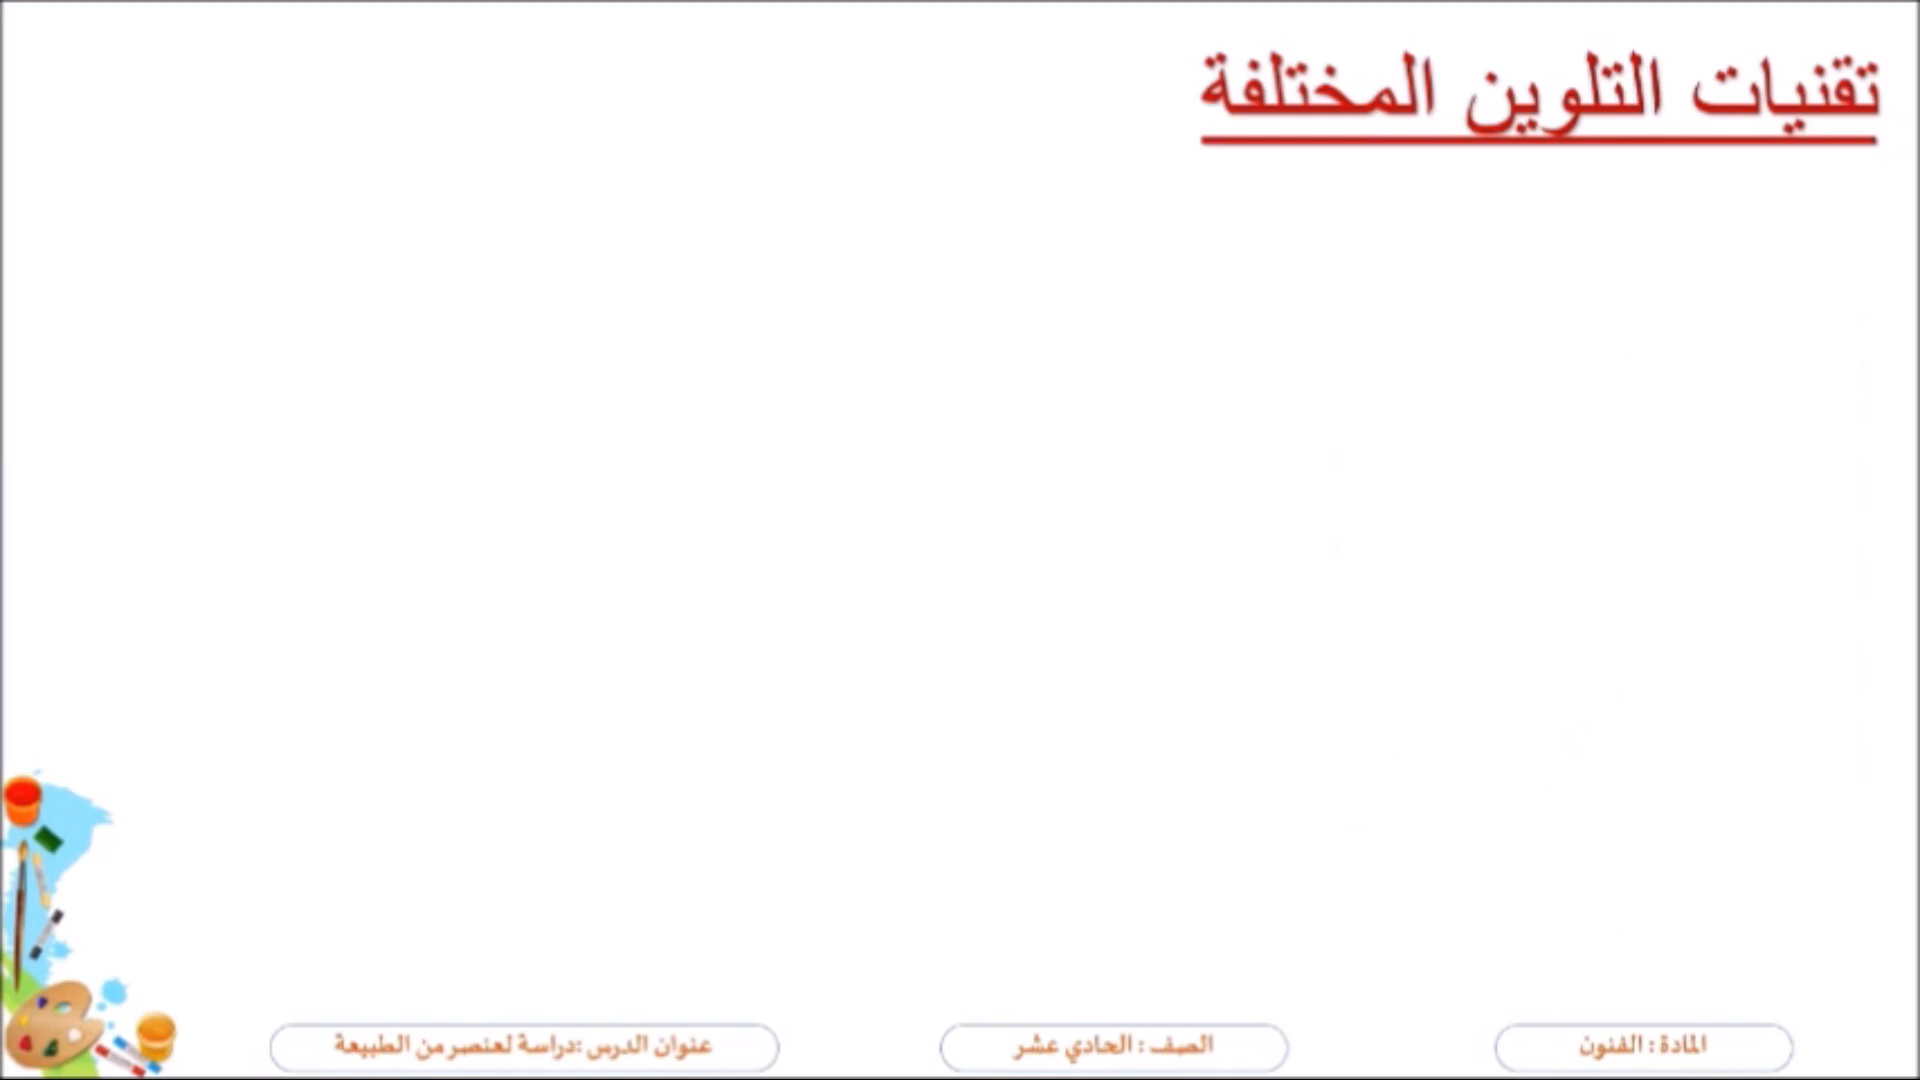 تقنيات التلوين المختلفة
المادة : الفنون
الصف : الحادي عشر
عنوان الدرس :دراسة لعنصر من الطبيعة